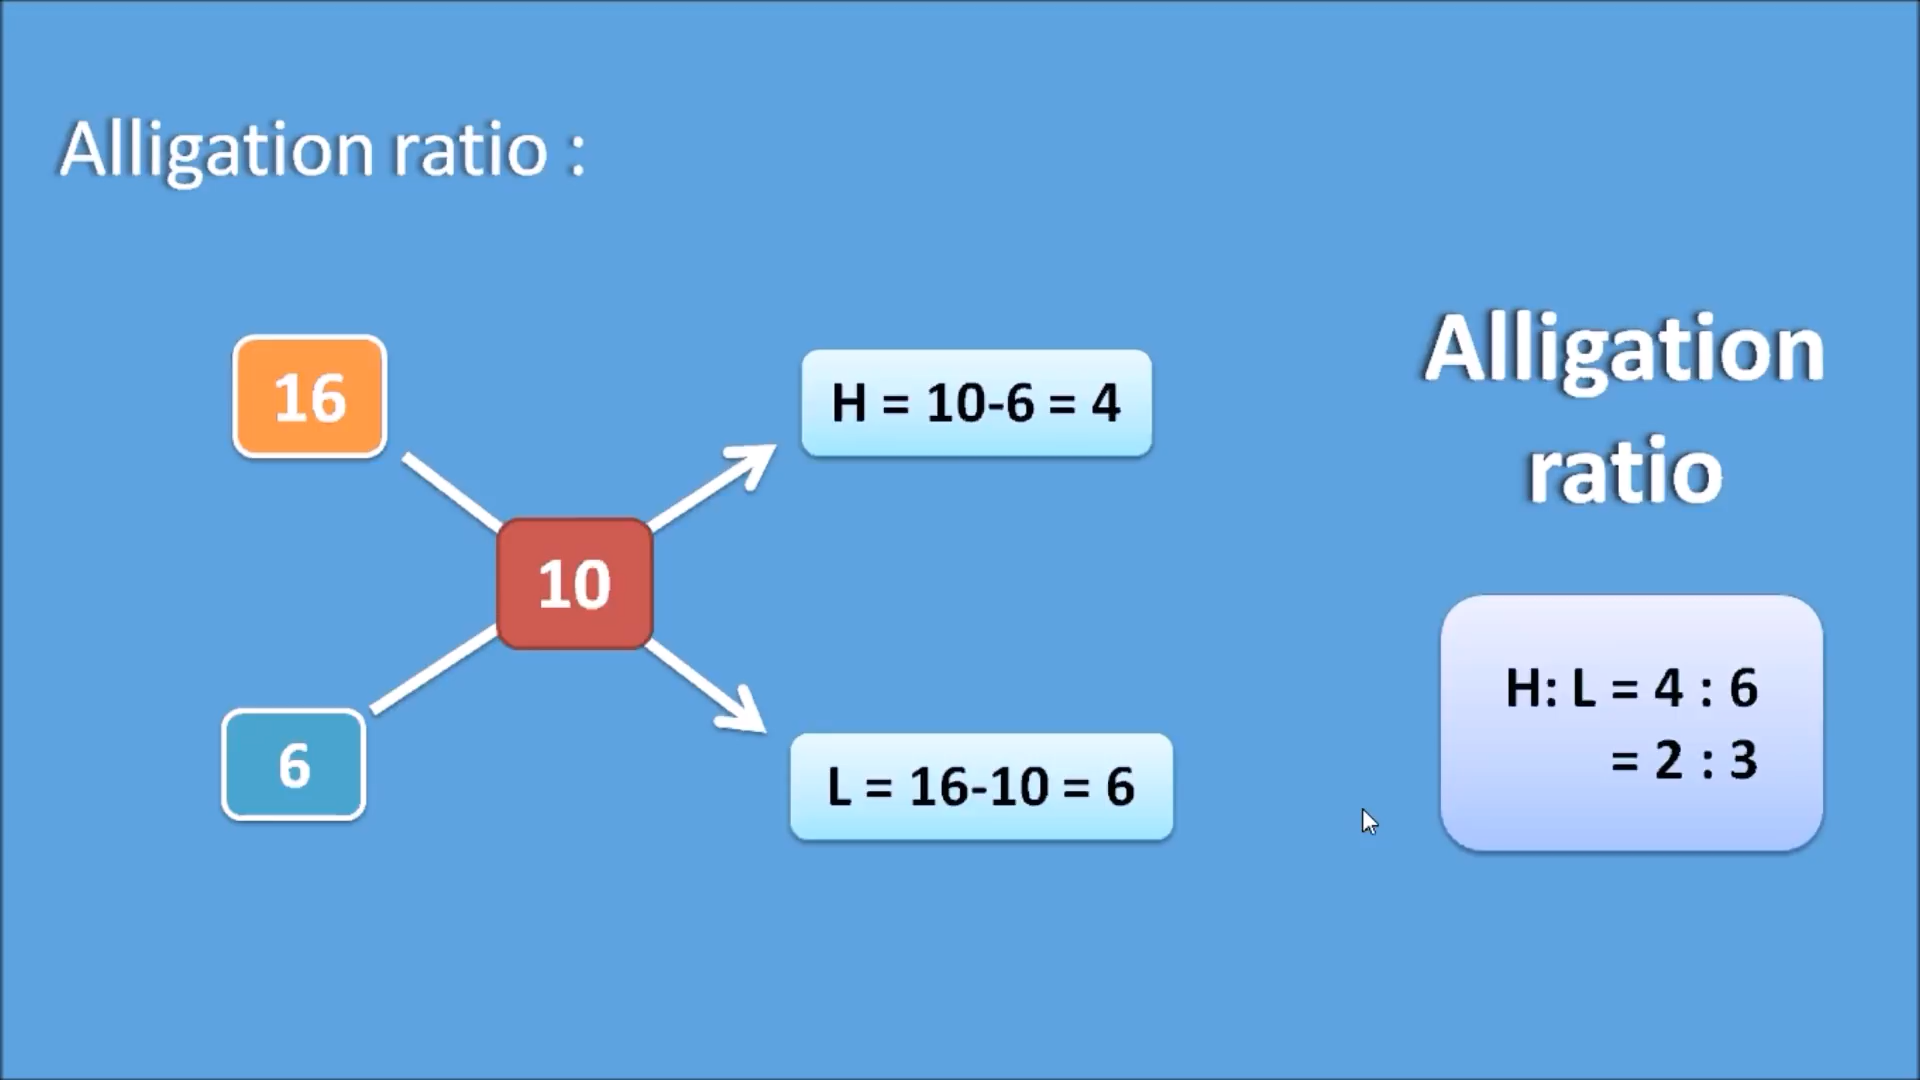 Alligation ratio :
16
H = 10-6 = 4
10
6
L = 16-10 = 6
Alligation
ratio
H: L = 4 : 6
= 2 : 3